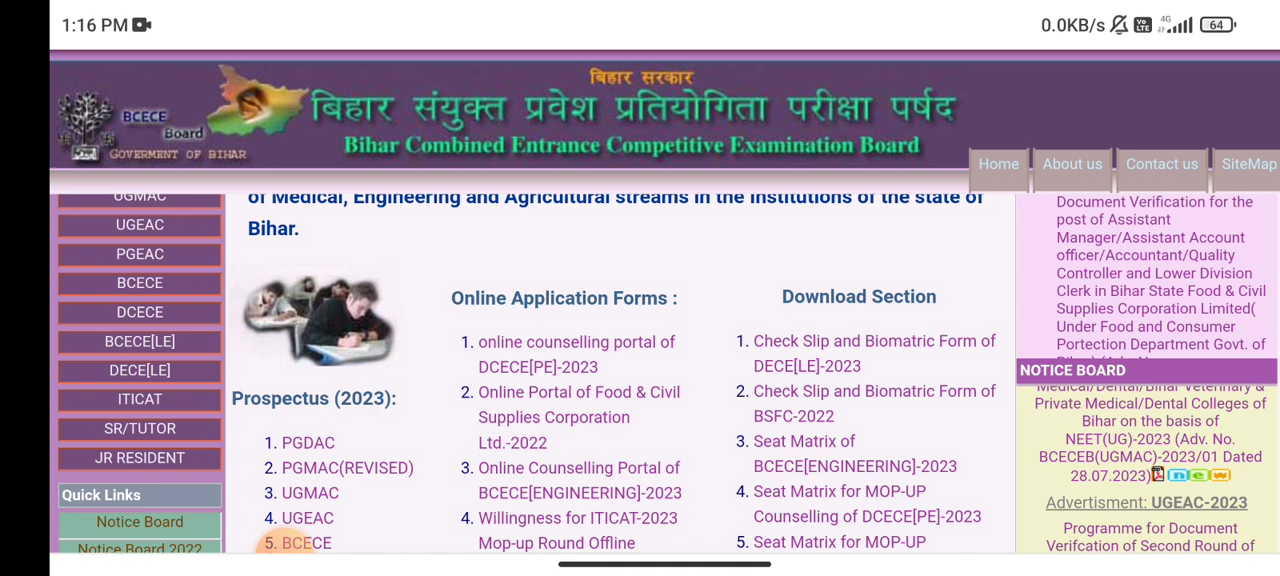 1:16 PM
0.0KB/s Vo LTE 4G 64
बिहार सरकार
बिहार संयुक्त प्रवेश प्रतियोगिता परीक्षा पर्षद
Bihar Combined Entrance Competitive Examination Board
BCECE
Board
GOVERMENT OF BIHAR
Home
About us
Contact us
SiteMap
UGMAC
UGEAC
PGEAC
BCECE
DCECE
BCECE[LE]
DECE[LE]
ITICAT
SR/TUTOR
JR RESIDENT
Quick Links
Notice Board
Notice Board 2022
of Medical, Engineering and Agricultural streams in the Institutions of the state of
Bihar.
Prospectus (2023):
1. PGDAC
2. PGMAC(REVISED)
3. UGMAC
4. UGEAC
5. BCECE
Online Application Forms :
1. online counselling portal of
DCECE[PE]-2023
2. Online Portal of Food & Civil
Supplies Corporation
Ltd.-2022
3. Online Counselling Portal of
BCECE[ENGINEERING]-2023
4. Willingness for ITICAT-2023
Mop-up Round Offline
Download Section
1. Check Slip and Biomatric Form of
DECE[LE]-2023
2. Check Slip and Biomatric Form of
BSFC-2022
3. Seat Matrix of
BCECE[ENGINEERING]-2023
4. Seat Matrix for MOP-UP
Counselling of DCECE[PE]-2023
5. Seat Matrix for MOP-UP
Document Verification for the
post of Assistant
Manager/Assistant Account
officer/Accountant/Quality
Controller and Lower Division
Clerk in Bihar State Food & Civil
Supplies Corporation Limited(
Under Food and Consumer
Portection Department Govt. of
NOTICE BOARD
Medical/Dental/Bihar Veterinary &
Private Medical/Dental Colleges of
Bihar on the basis of
NEET(UG)-2023 (Adv. No.
BCECEB(UGMAC)-2023/01 Dated
28.07.2023) new
Advertisment: UGEAC-2023
Programme for Document
Verifcation of Second Round of